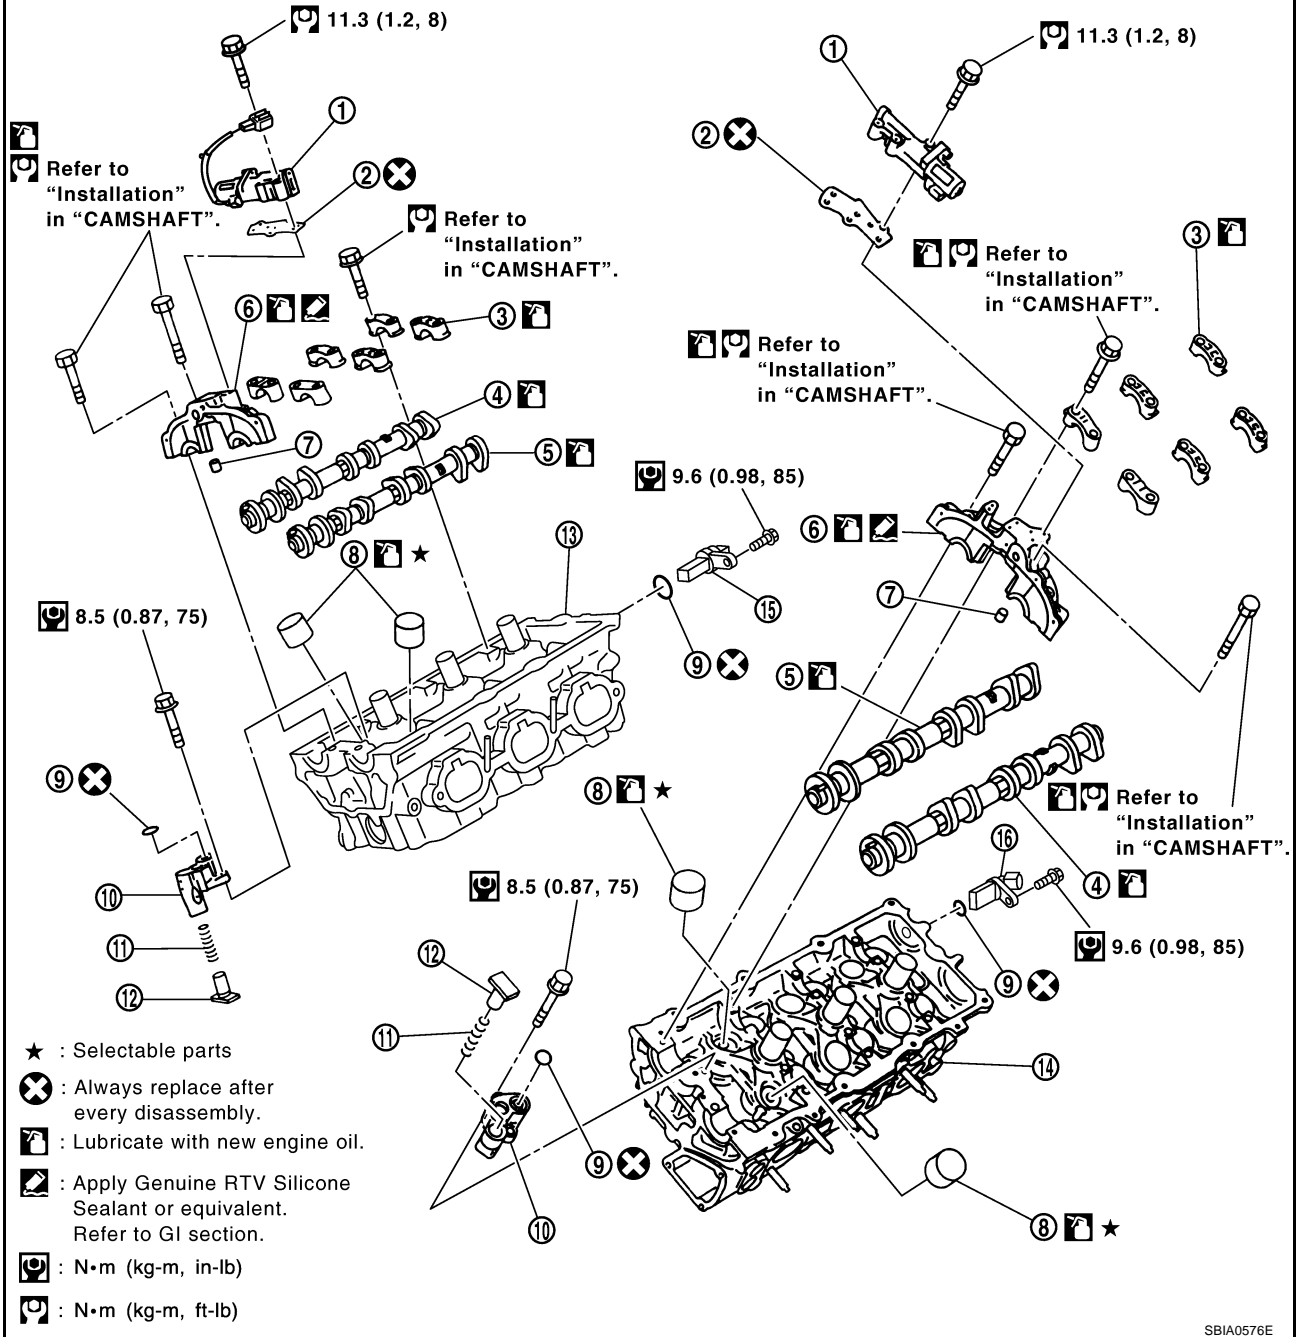 11.3 (1.2, 8)
11.3 (1.2, 8)
1
1
2
2
Refer to
“Installation”
in “CAMSHAFT”.
Refer to
“Installation”
in “CAMSHAFT”.
3
Refer to
“Installation”
in “CAMSHAFT”.
6
3
Refer to
“Installation”
in “CAMSHAFT”.
4
7
5
9.6 (0.98, 85)
6
13
8 ★
7
15
8.5 (0.87, 75)
9
5
9
8 ★
Refer to
“Installation”
in “CAMSHAFT”.
16
10
8.5 (0.87, 75)
4
11
12
9.6 (0.98, 85)
12
9
11
14
9
10
8 ★
★ : Selectable parts
: Always replace after
every disassembly.
: Lubricate with new engine oil.
: Apply Genuine RTV Silicone
Sealant or equivalent.
Refer to GI section.
: N•m (kg-m, in-lb)
: N•m (kg-m, ft-lb)
SBIA0576E